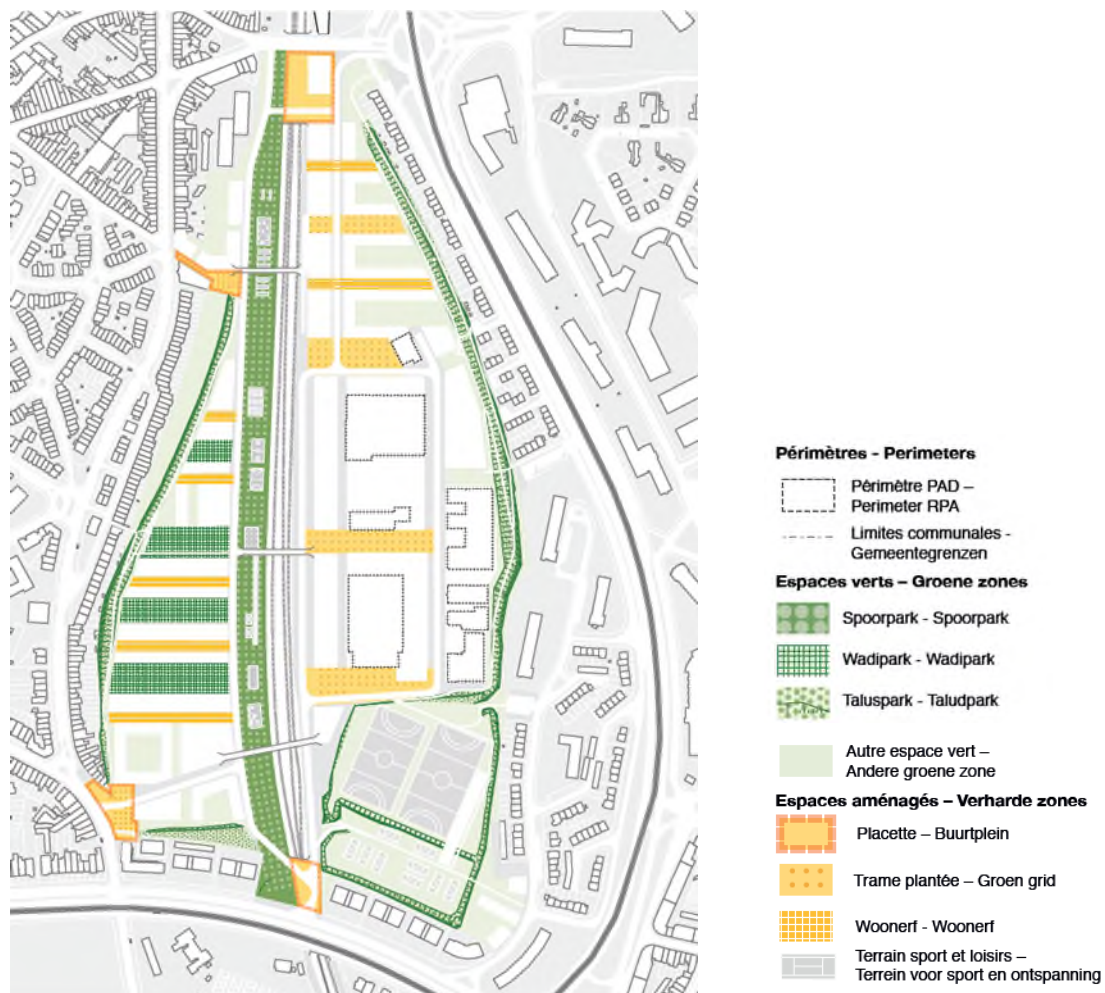 Périmètres - Perimeters
Périmètre PAD –
Perimeter RPA
Limites communales -
Gemeentegrenzen
Espaces verts – Groene zones
Spoorpark - Spoorpark
Wadipark - Wadipark
Taluspark - Taludpark
Autre espace vert –
Andere groene zone
Espaces aménagés – Verharde zones
Placette – Buurtplein
Trame plantée – Groen grid
Woonerf - Woonerf
Terrain sport et loisirs –
Terrein voor sport en ontspanning